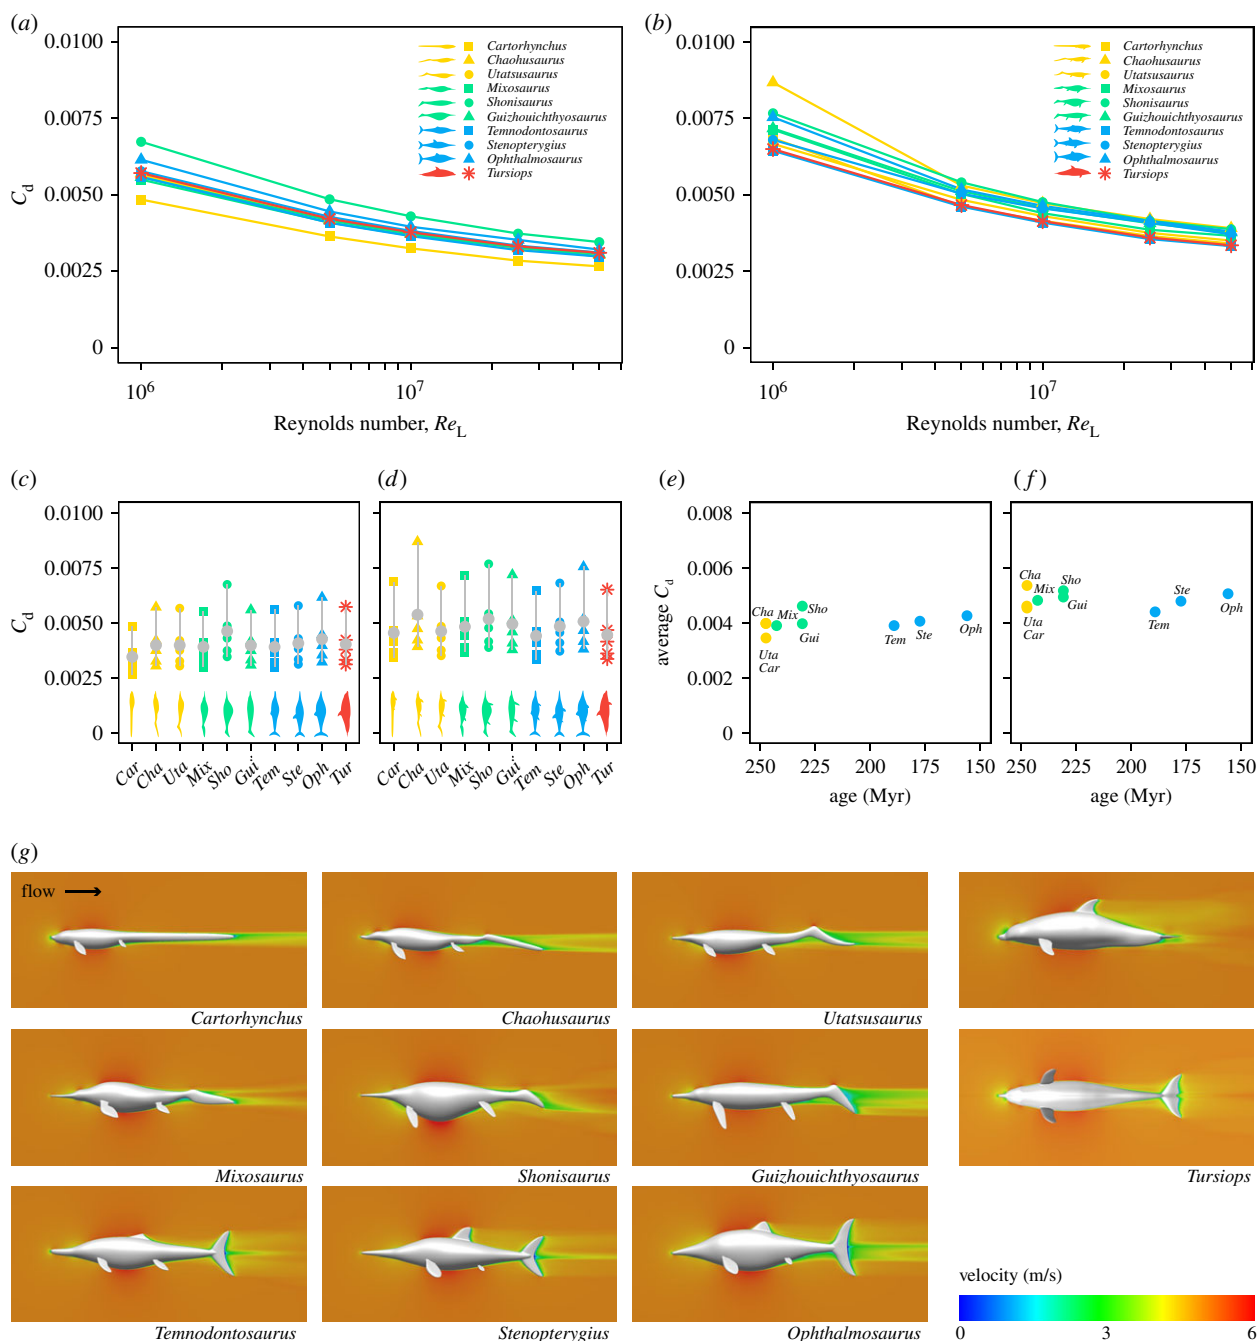 (a)
(b)
0.0100
0.0075
0.0050
0.0025
0
C_d
Cartorhynchus
Chaohusaurus
Utatsusaurus
Mixosaurus
Shonisaurus
Guizhouichthyosaurus
Temnodontosaurus
Stenopterygius
Ophthalmosaurus
Tursiops
10^6
10^7
Reynolds number, Re_L
0.0100
0.0075
0.0050
0.0025
0
Cartorhynchus
Chaohusaurus
Utatsusaurus
Mixosaurus
Shonisaurus
Guizhouichthyosaurus
Temnodontosaurus
Stenopterygius
Ophthalmosaurus
Tursiops
10^6
10^7
Reynolds number, Re_L
(c)
(d)
(e)
(f)
0.0100
0.0075
0.0050
0.0025
0
C_d
Car Cha Uta Mix Sho Gui Tem Ste Oph Tur
Car Cha Uta Mix Sho Gui Tem Ste Oph Tur
0.008
0.006
0.004
0.002
0
average C_d
Cha
Mix
Sho
Uta
Car
Gui
Tem
Ste
Oph
250 225 200 175 150
age (Myr)
Cha
Mix
Sho
Uta
Car
Gui
Tem
Ste
Oph
250 225 200 175 150
age (Myr)
(g)
flow
Cartorhynchus
Chaohusaurus
Utatsusaurus
Mixosaurus
Shonisaurus
Guizhouichthyosaurus
Tursiops
Temnodontosaurus
Stenopterygius
Ophthalmosaurus
velocity (m/s)
0 3 6